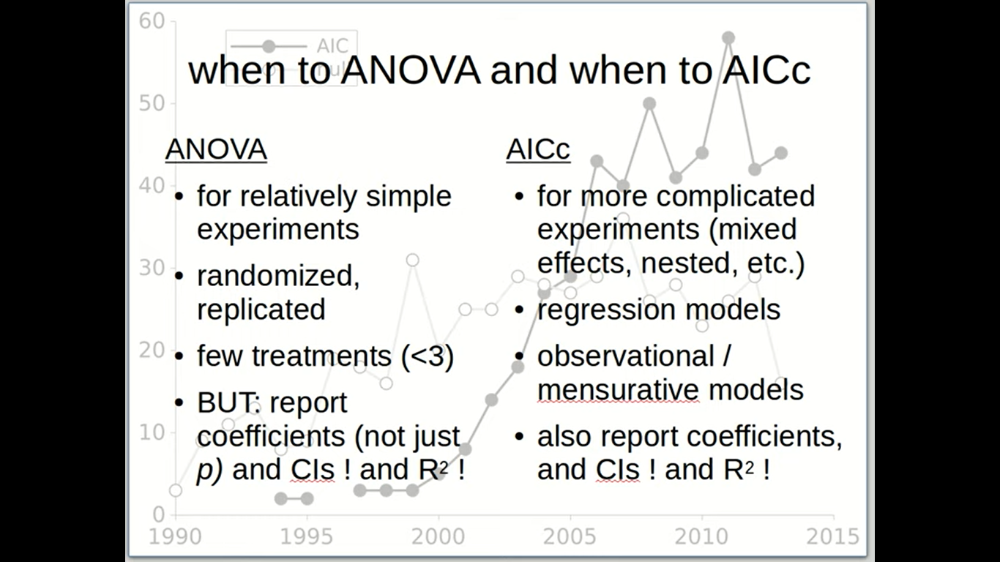 when to ANOVA and when to AICc
ANOVA
• for relatively simple
experiments
• randomized,
replicated
• few treatments (<3)
• BUT: report
coefficients (not just
p) and CIs ! and R² !
AICc
• for more complicated
experiments (mixed
effects, nested, etc.)
• regression models
• observational /
mensurative models
• also report coefficients,
and CIs ! and R² !
AIC
60
50
40
30
20
10
0
1990 1995 2000 2005 2010 2015